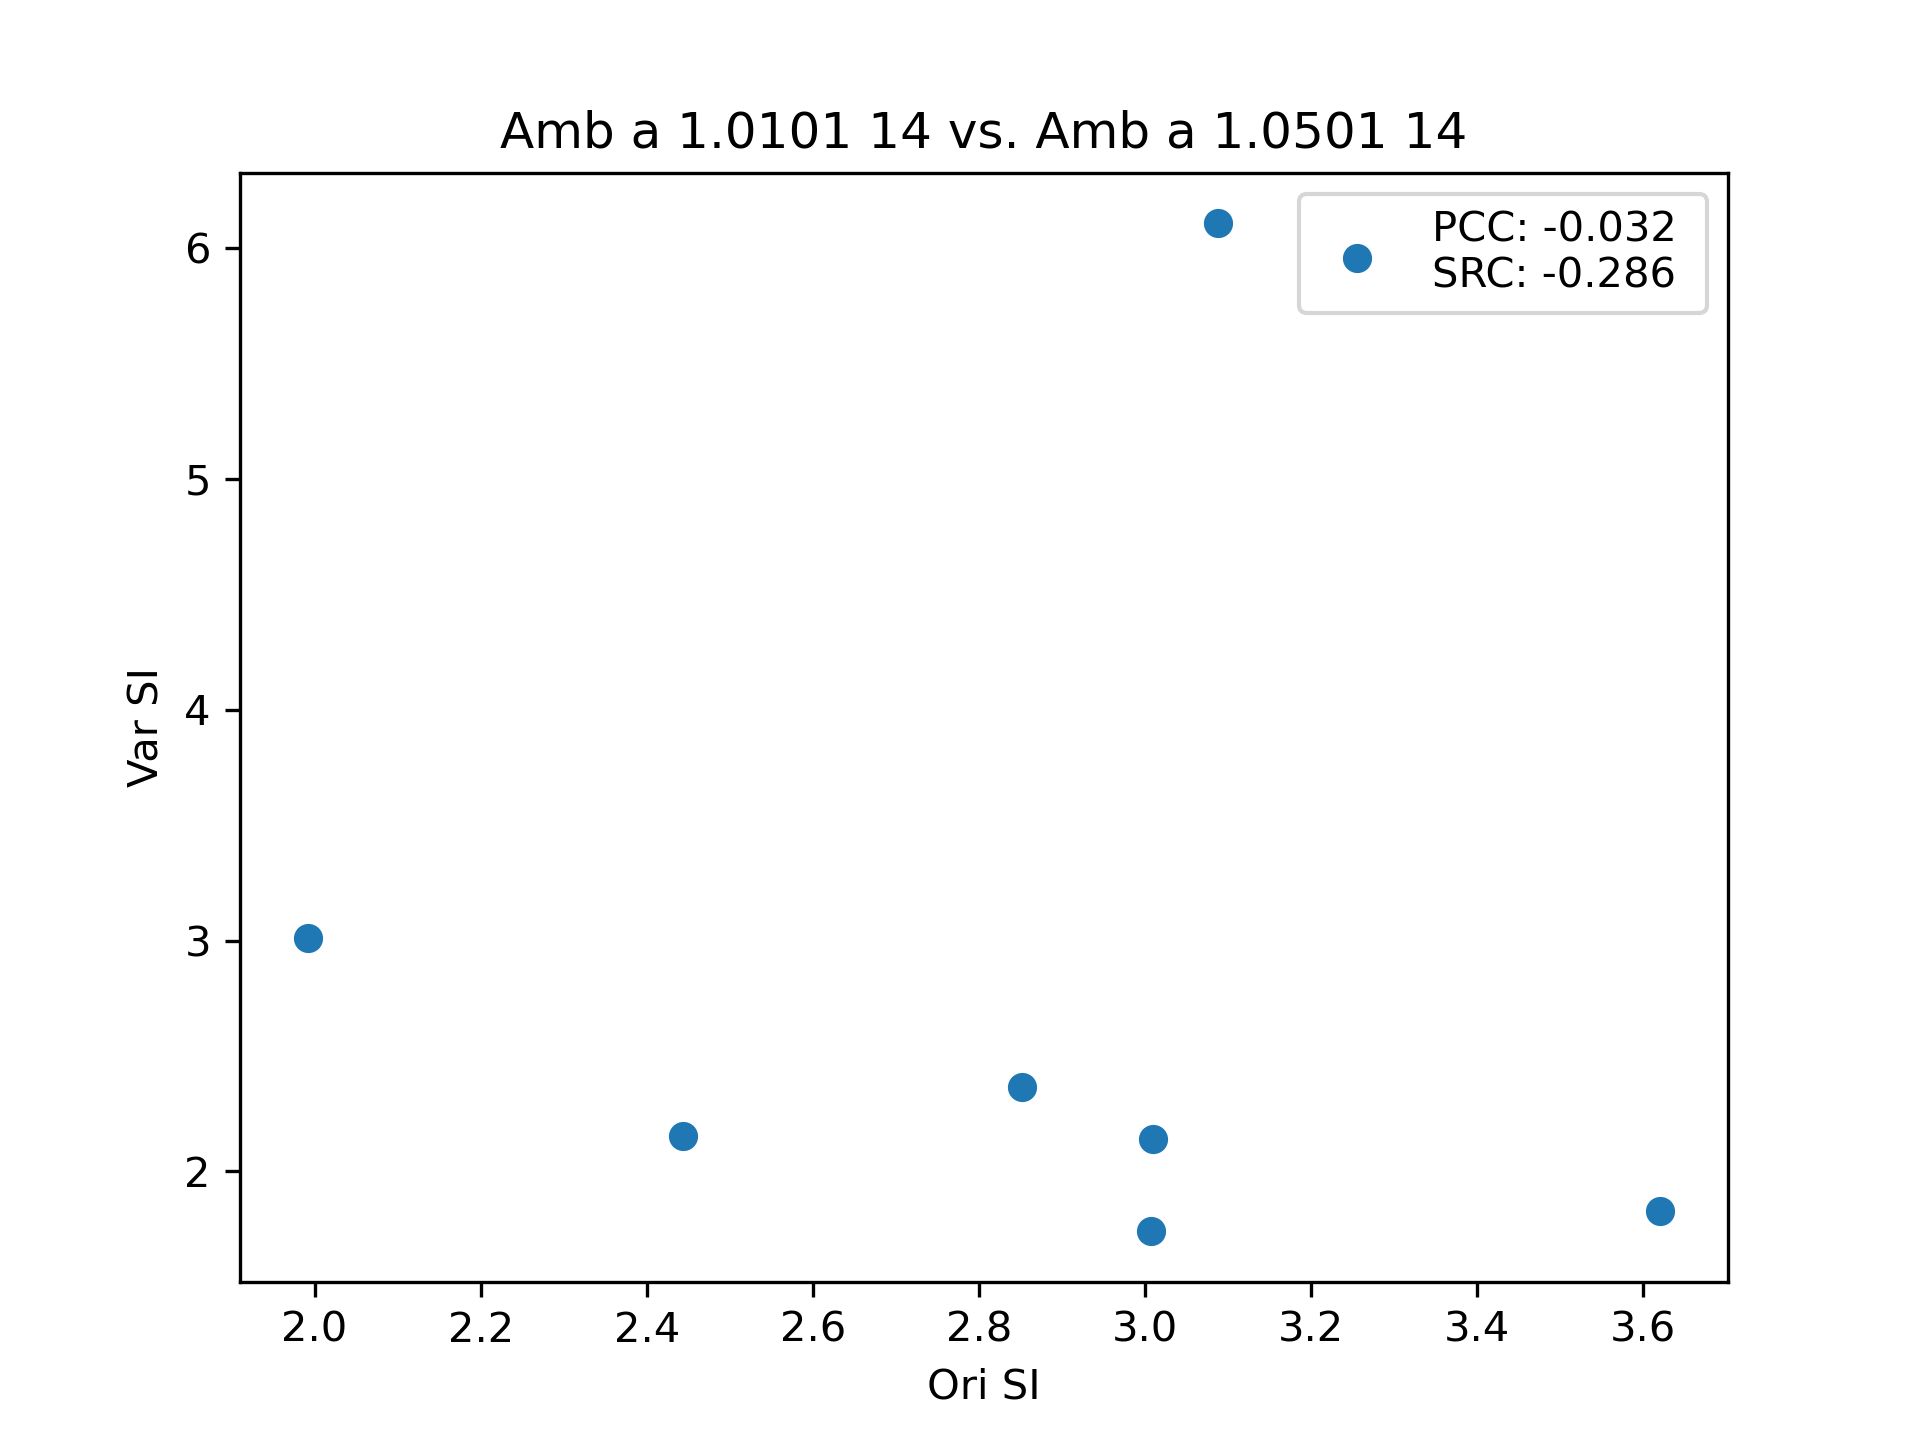 Amb a 1.0101 14 vs. Amb a 1.0501 14
PCC: -0.032
SRC: -0.286
6
5
4
3
2
Var SI
2.0 2.2 2.4 2.6 2.8 3.0 3.2 3.4 3.6
Ori SI